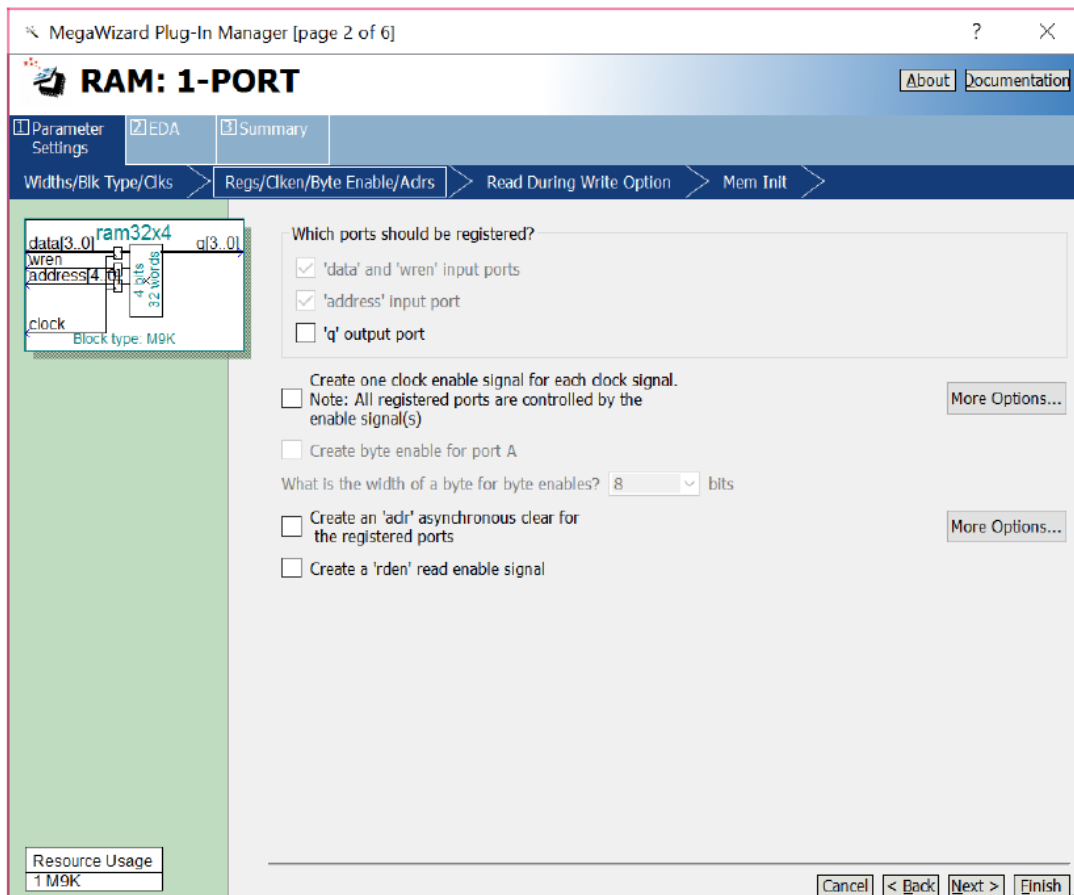 MegaWizard Plug-In Manager [page 2 of 6]
RAM: 1-PORT
About
Documentation
1 Parameter Settings
2 EDA
3 Summary
Widths/Blk Type/Clks
Regs/Clken/Byte Enable/Adrs
Read During Write Option
Mem Init
ram32x4
data[3..0]
q[3..0]
wren
address[4..0]
4 bits
32 words
clock
Block type: M9K
Which ports should be registered?
'data' and 'wren' input ports
'address' input port
'q' output port
Create one clock enable signal for each clock signal.
Note: All registered ports are controlled by the
enable signal(s)
More Options...
Create byte enable for port A
What is the width of a byte for byte enables? 8 bits
Create an 'aclr' asynchronous clear for
the registered ports
More Options...
Create a 'rden' read enable signal
Resource Usage
1 M9K
Cancel
< Back
Next >
Finish